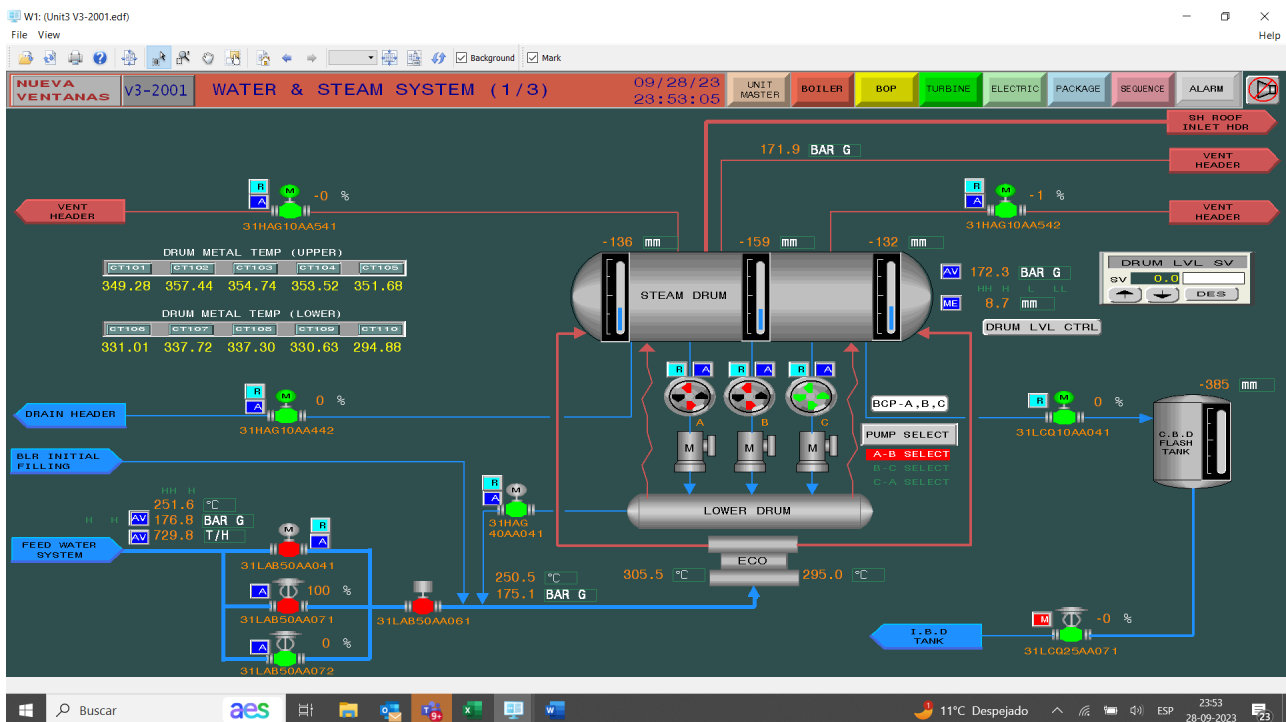 W1: (Unit3 V3-2001.edf)
File View Help
Background Mark
NUEVA VENTANAS
V3-2001
WATER & STEAM SYSTEM (1/3)
09/28/23
23:53:05
UNIT MASTER
BOILER
BOP
TURBINE
ELECTRIC
PACKAGE
SEQUENCE
ALARM
SH ROOF
INLET HDR
171.9 BAR G
VENT
HEADER
R
A
M
-0 %
31HAG10AA541
VENT
HEADER
R
A
M
-1 %
31HAG10AA542
VENT
HEADER
DRUM METAL TEMP (UPPER)
CT101 CT102 CT103 CT104 CT105
349.28 357.44 354.74 353.52 351.68
DRUM METAL TEMP (LOWER)
CT106 CT107 CT108 CT109 CT110
331.01 337.72 337.30 330.63 294.88
-136 mm
-159 mm
-132 mm
STEAM DRUM
AV 172.3 BAR G
HH H L LL
ME 8.7 mm
DRUM LVL CTRL
DRUM LVL SV
SV 0.0
DES
R A R A R A
A B C
M M M
BCP-A,B,C
PUMP SELECT
A-B SELECT
B-C SELECT
C-A SELECT
DRAIN HEADER
R
A
M
0 %
31HAG10AA442
BLR INITIAL
FILLING
R
M
0 %
31LCQ10AA041
-385 mm
C.B.D
FLASH
TANK
HH H
251.6 °C
H H AV 176.8 BAR G
AV 729.8 T/H
FEED WATER
SYSTEM
M
R
A
31LAB50AA041
A 100 %
31LAB50AA071
A 0 %
31LAB50AA072
31LAB50AA061
R
A
M
31HAG
40AA041
LOWER DRUM
ECO
250.5 °C
175.1 BAR G
305.5 °C
295.0 °C
I.B.D
TANK
M -0 %
31LCQ25AA071
Buscar
aes
9+
11°C Despejado
ESP
23:53
28-09-2023
23